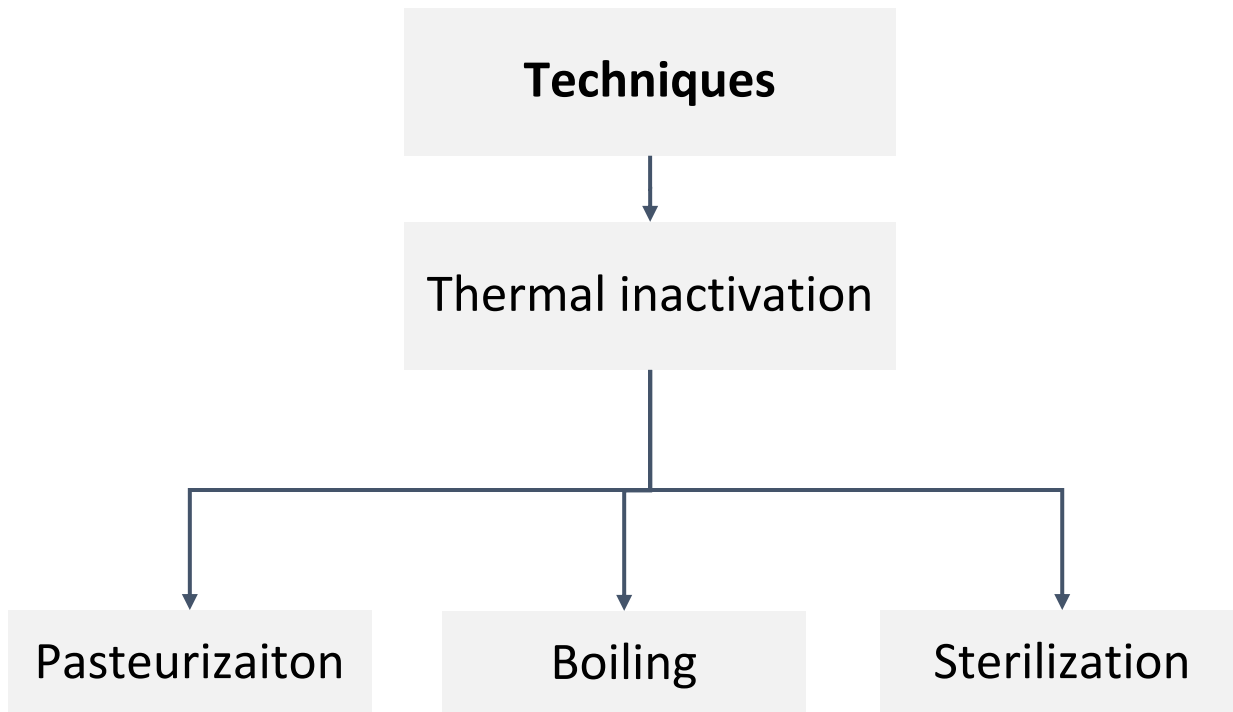 Techniques
Thermal inactivation
Pasteurizaiton
Boiling
Sterilization